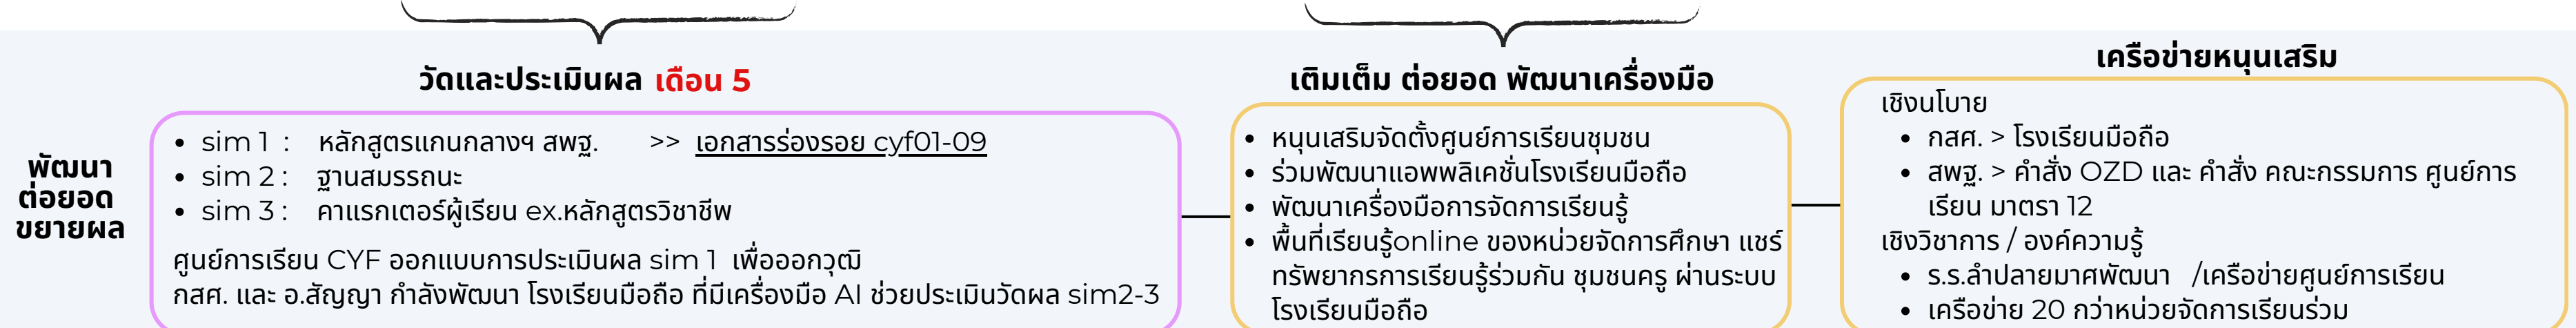 พัฒนา
ต่อยอด
ขยายผล
วัดและประเมินผล เดือน 5
• sim 1 : หลักสูตรแกนกลางฯ สพฐ. >> เอกสารร่องรอย cyf01-09
• sim 2 : ฐานสมรรถนะ
• sim 3 : คาแรกเตอร์ผู้เรียน ex.หลักสูตรวิชาชีพ
ศูนย์การเรียน CYF ออกแบบการประเมินผล sim 1 เพื่อออกวุฒิ
กสศ. และ อ.สัญญา กำลังพัฒนา โรงเรียนมือถือ ที่มีเครื่องมือ AI ช่วยประเมินวัดผล sim2-3
เติมเต็ม ต่อยอด พัฒนาเครื่องมือ
• หนุนเสริมจัดตั้งศูนย์การเรียนชุมชน
• ร่วมพัฒนาแอพพลิเคชั่นโรงเรียนมือถือ
• พัฒนาเครื่องมือการจัดการเรียนรู้
• พื้นที่เรียนรู้online ของหน่วยจัดการศึกษา แชร์
ทรัพยากรการเรียนรู้ร่วมกัน ชุมชนครู ผ่านระบบ
โรงเรียนมือถือ
เครือข่ายหนุนเสริม
เชิงนโบาย
• กสศ. > โรงเรียนมือถือ
• สพฐ. > คำสั่ง OZD และ คำสั่ง คณะกรรมการ ศูนย์การ
เรียน มาตรา 12
เชิงวิชาการ / องค์ความรู้
• ร.ร.ลำปลายมาศพัฒนา /เครือข่ายศูนย์การเรียน
• เครือข่าย 20 กว่าหน่วยจัดการเรียนร่วม